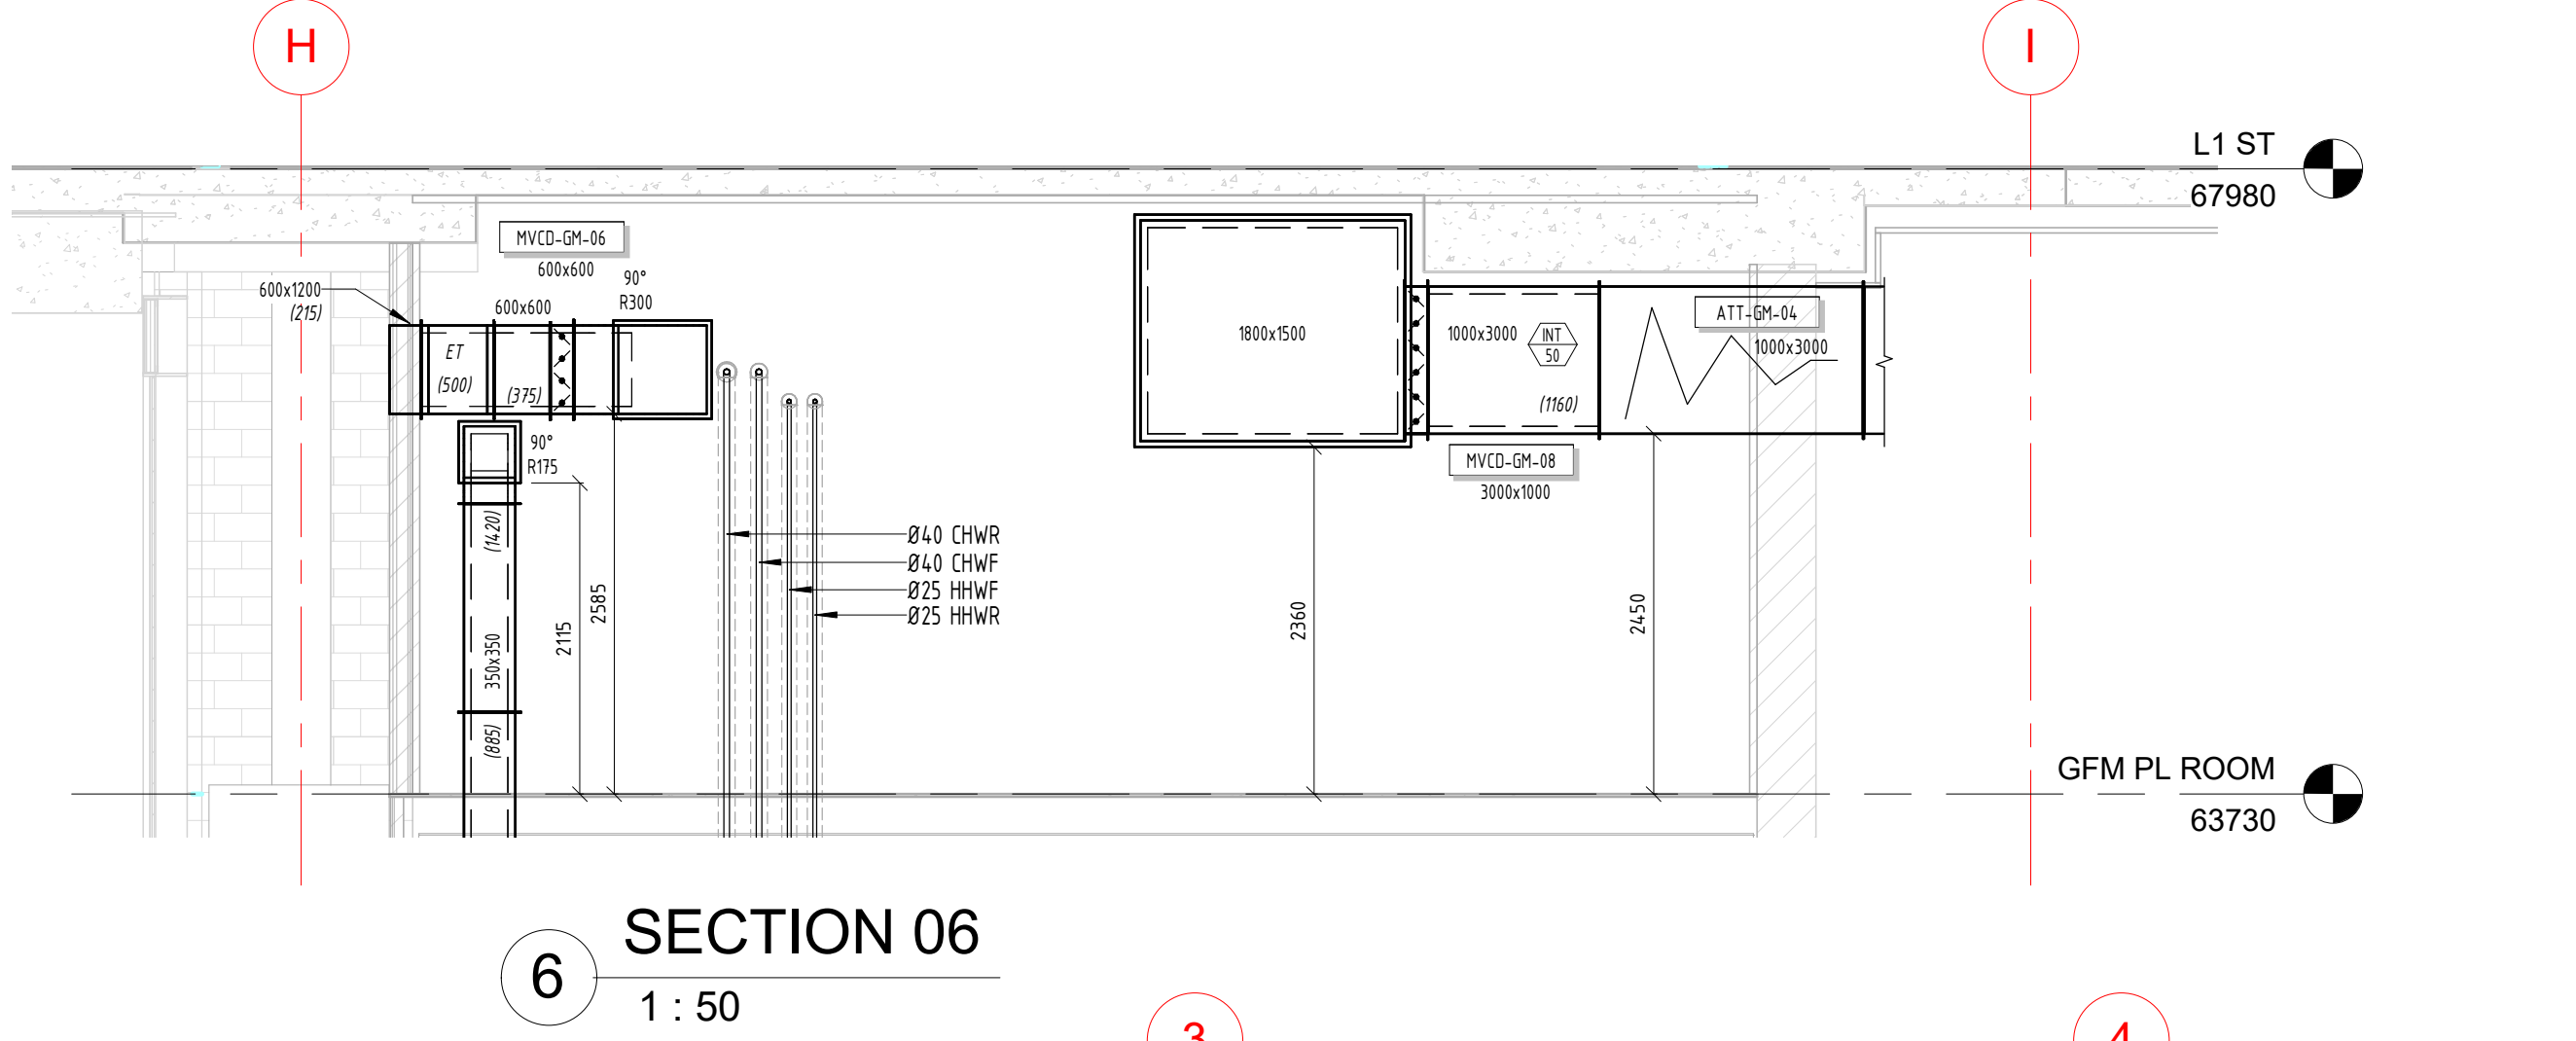 H
I
L1 ST
67980
MVCD-GM-06
600x600
90°
R300
600x1200
(215)
600x600
ET
(500)
(375)
90°
R175
(1420)
350x350
(885)
2115
2585
Ø40 CHWR
Ø40 CHWF
Ø25 HHWF
Ø25 HHWR
1800x1500
1000x3000
INT
50
(1160)
ATT-GM-04
1000x3000
MVCD-GM-08
3000x1000
2360
2450
GFM PL ROOM
63730
6
SECTION 06
1 : 50
3
4